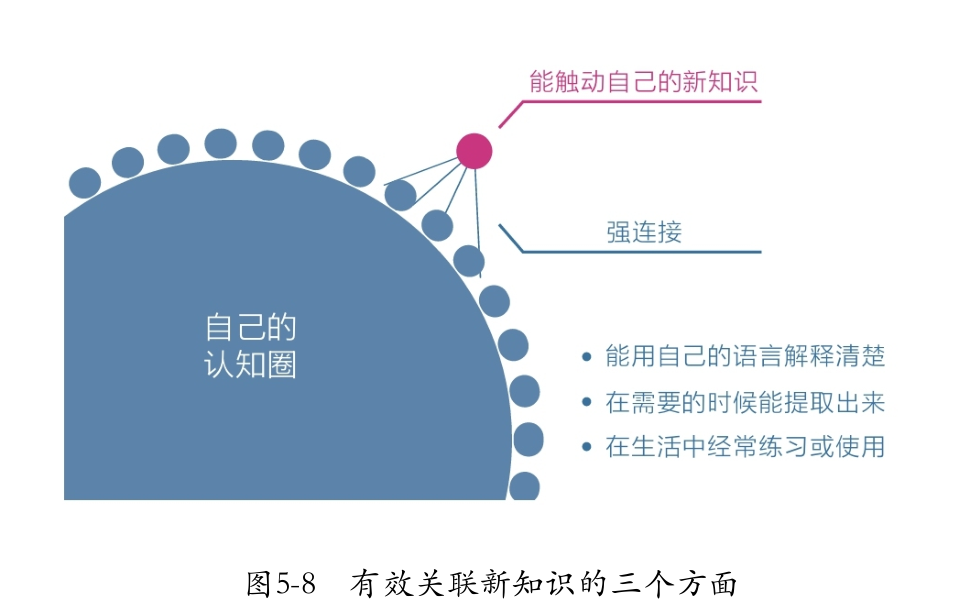 能触动自己的新知识
强连接
自己的
认知圈
• 能用自己的语言解释清楚
• 在需要的时候能提取出来
• 在生活中经常练习或使用
图5-8 有效关联新知识的三个方面